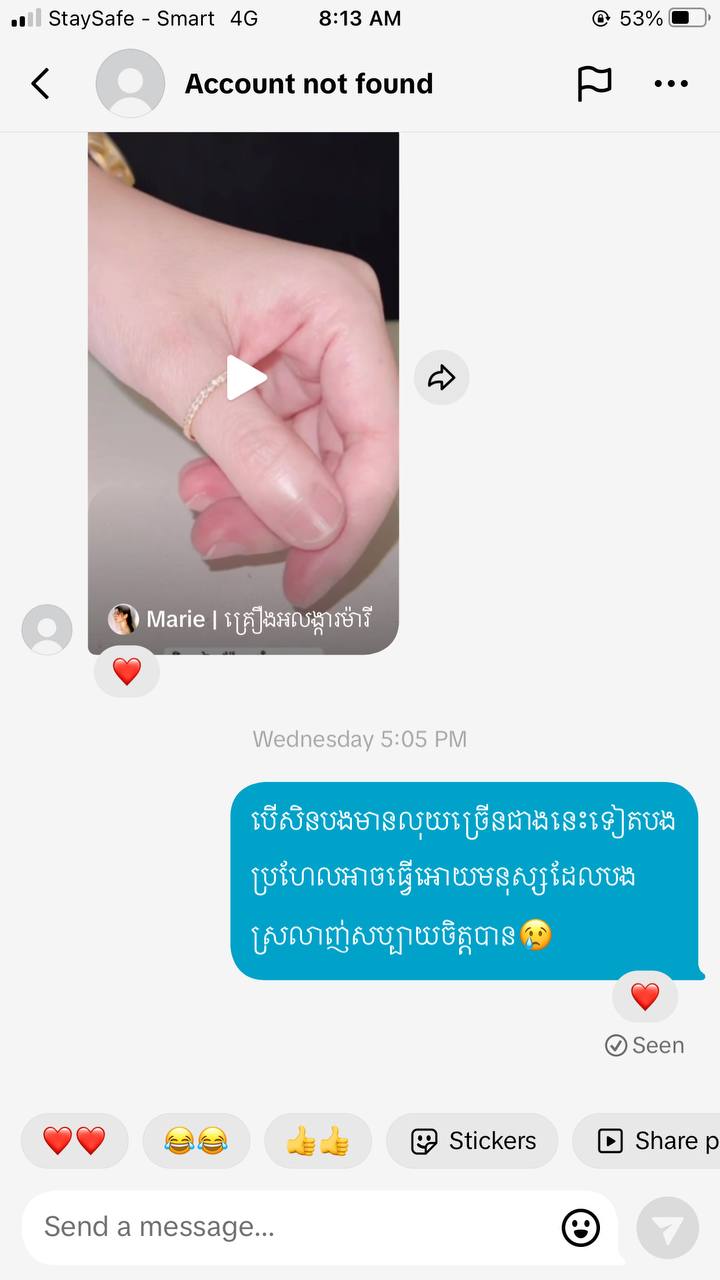 StaySafe - Smart 4G 8:13 AM 53%
Account not found
Marie | គ្រឿងអលង្ការម៉ារី
Wednesday 5:05 PM
បើសិនបងមានលុយច្រើនជាងនេះទៀតបង
ប្រហែលអាចធ្វើអោយមនុស្សដែលបង
ស្រលាញ់សប្បាយចិត្តបាន😢
Seen
Stickers
Share p
Send a message...